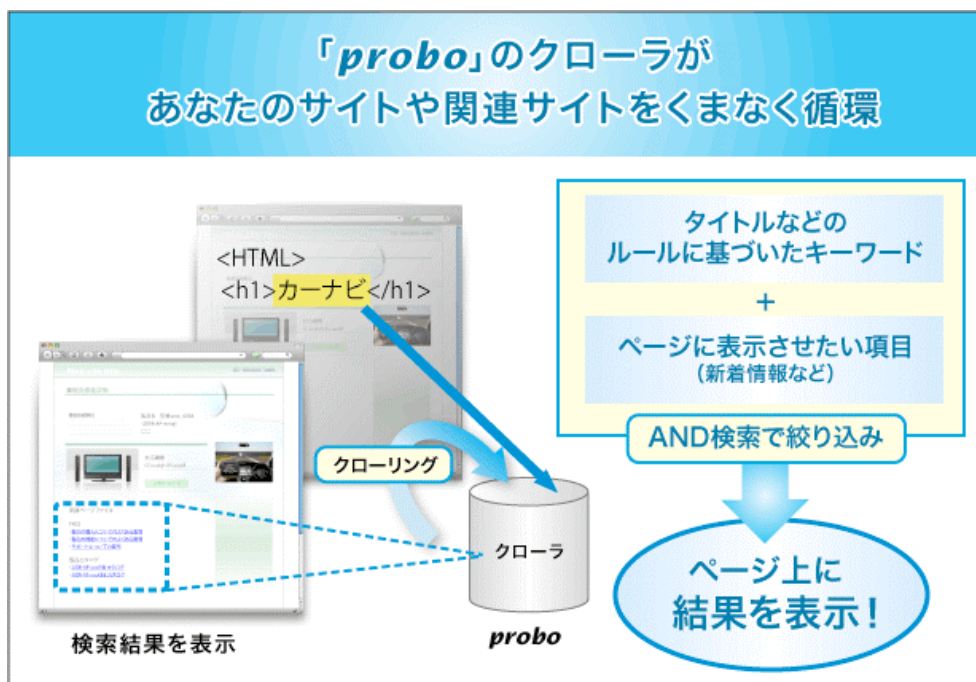 「probo」のクローラが
あなたのサイトや関連サイトをくまなく循環
<HTML>
<h1>カーナビ</h1>
タイトルなどの
ルールに基づいたキーワード
+
ページに表示させたい項目
(新着情報など)
AND検索で絞り込み
クローリング
クローラ
probo
検索結果を表示
ページ上に
結果を表示!